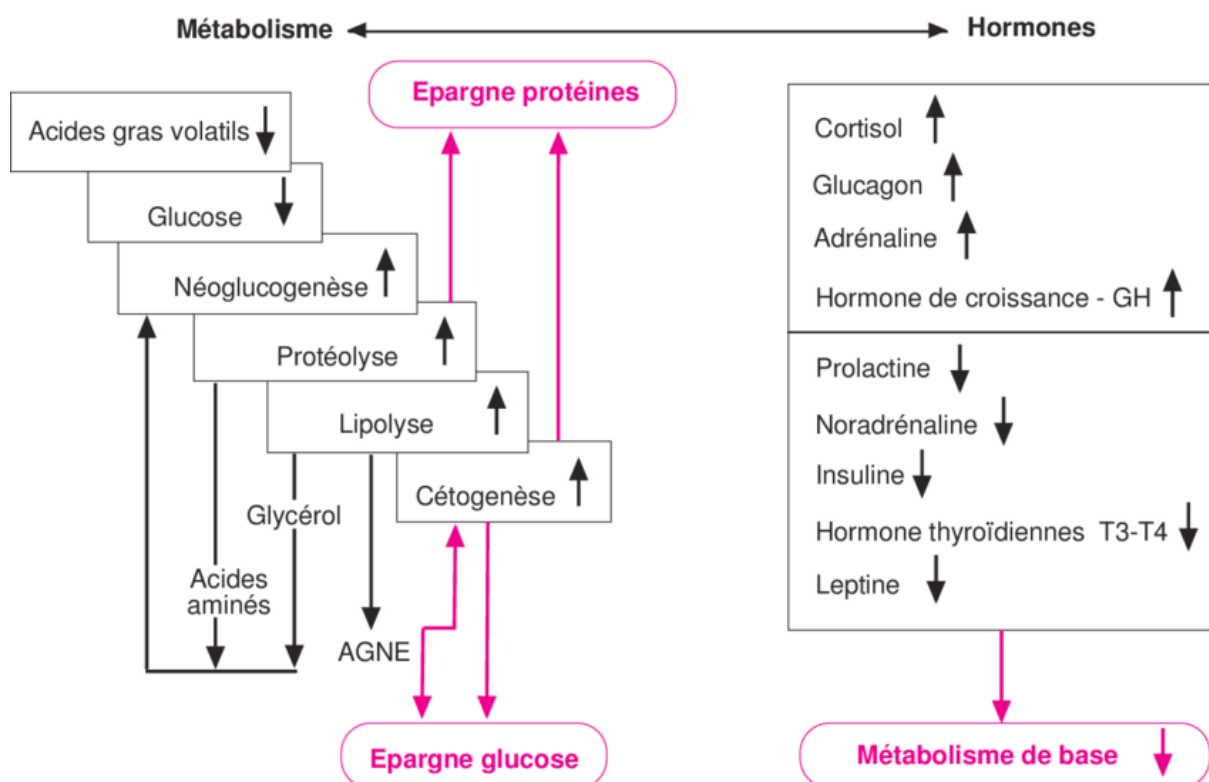 Métabolisme
Hormones
Epargne protéines
Acides gras volatils
Glucose
Néoglucogenèse
Protéolyse
Lipolyse
Cétogenèse
Glycérol
Acides
aminés
AGNE
Epargne glucose
Cortisol
Glucagon
Adrénaline
Hormone de croissance - GH
Prolactine
Noradrénaline
Insuline
Hormone thyroïdiennes T3-T4
Leptine
Métabolisme de base